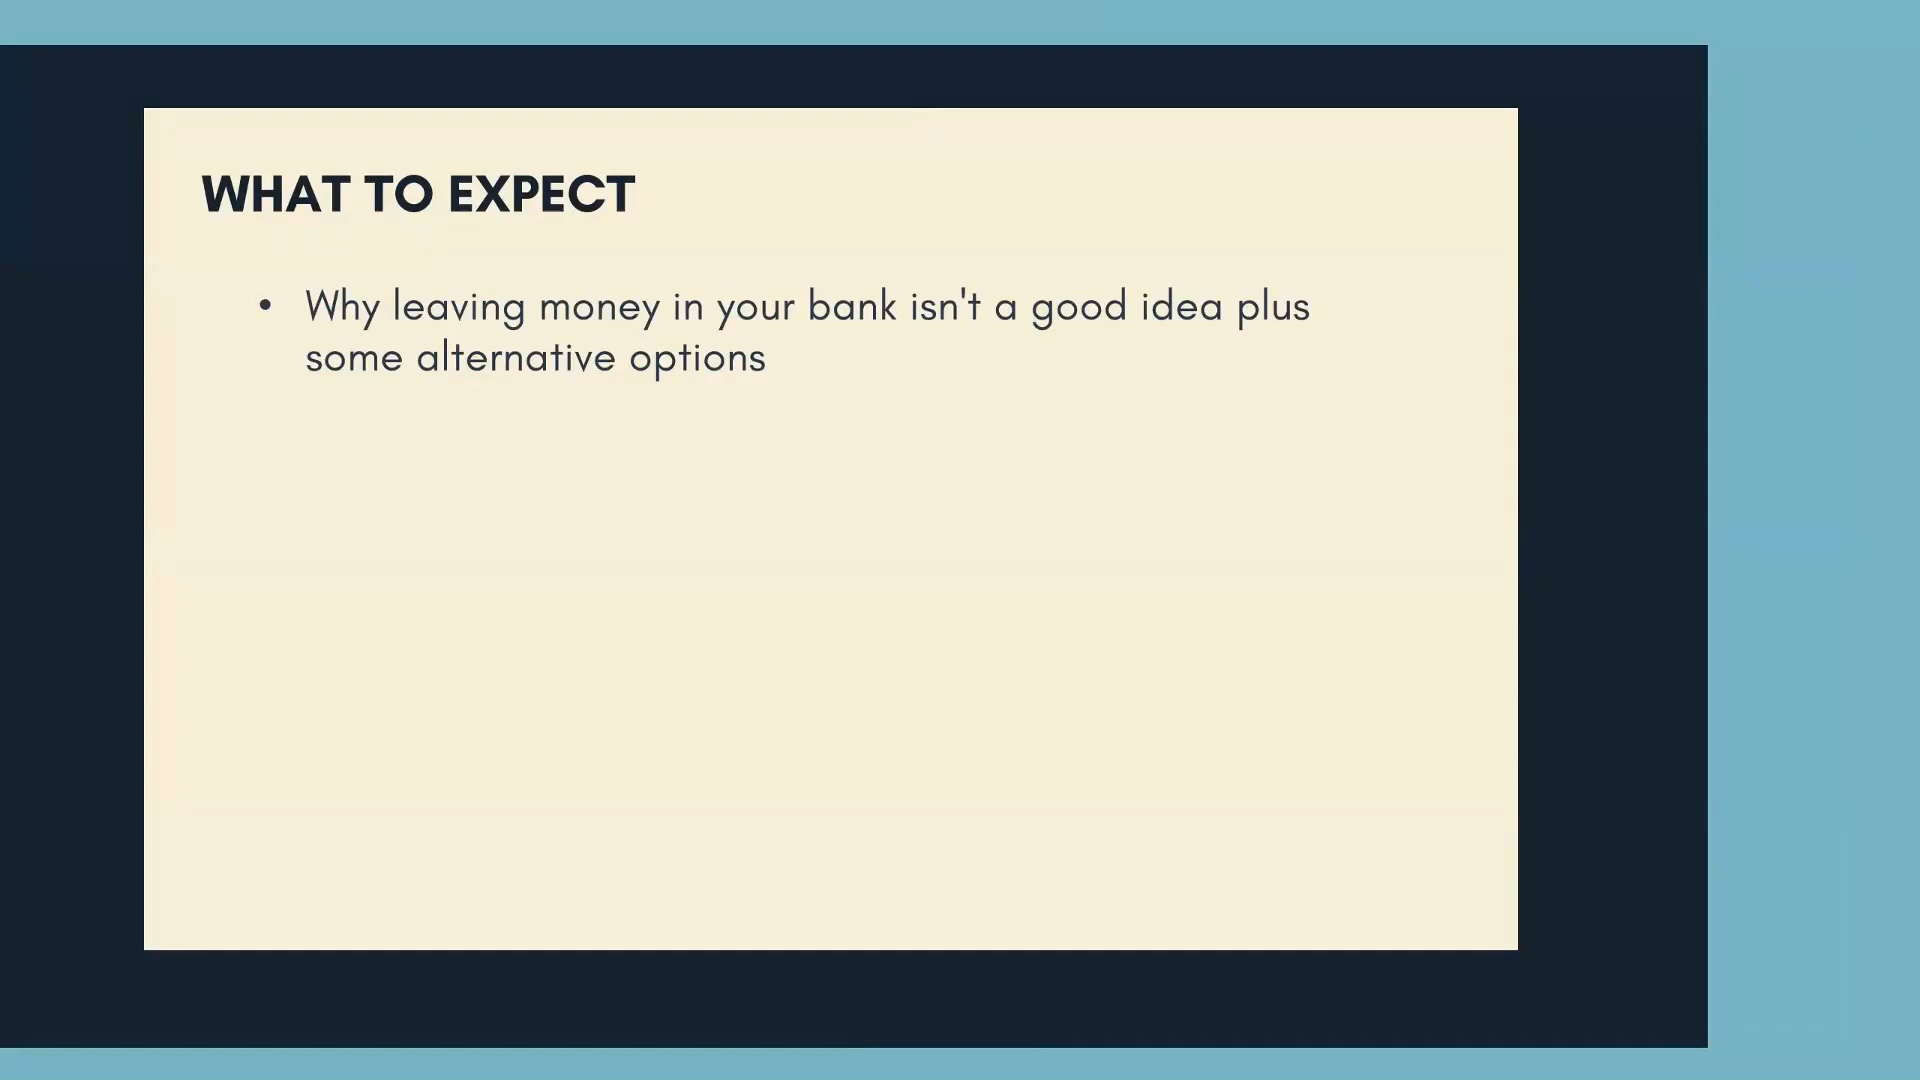 WHAT TO EXPECT
• Why leaving money in your bank isn't a good idea plus
some alternative options